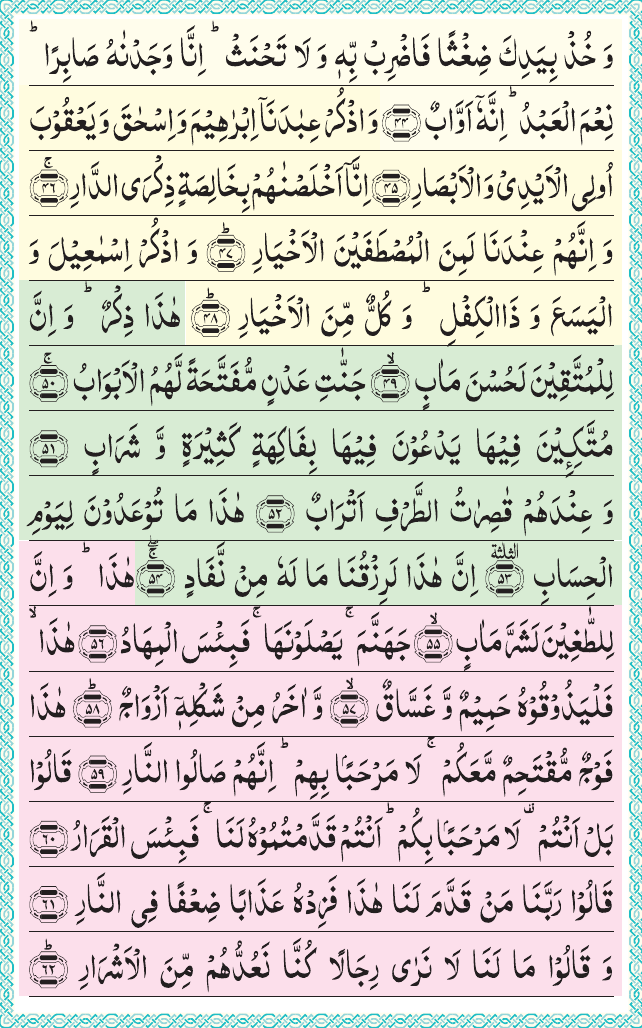 وَ خُذْ بِیَدِكَ ضِغْثًا فَاضْرِبْ بِّهٖ وَ لَا تَحْنَثْ ؕ اِنَّا وَجَدْنٰهُ صَابِرًا ؕ
نِعْمَ الْعَبْدُ ؕ اِنَّهٗۤ اَوَّابٌ ﴿۴۴﴾ وَ اذْكُرْ عِبٰدَنَاۤ اِبْرٰهِیْمَ وَ اِسْحٰقَ وَ یَعْقُوْبَ
اُولِی الْاَیْدِیْ وَ الْاَبْصَارِ ﴿۴۵﴾ اِنَّاۤ اَخْلَصْنٰهُمْ بِخَالِصَةٍ ذِكْرَی الدَّارِ ﴿ۚ۴۶﴾
وَ اِنَّهُمْ عِنْدَنَا لَمِنَ الْمُصْطَفَیْنَ الْاَخْیَارِ ﴿ؕ۴۷﴾ وَ اذْكُرْ اِسْمٰعِیْلَ وَ
الْیَسَعَ وَ ذَا الْكِفْلِ ؕ وَ كُلٌّ مِّنَ الْاَخْیَارِ ﴿ؕ۴۸﴾ هٰذَا ذِكْرٌ ؕ وَ اِنَّ
لِلْمُتَّقِیْنَ لَحُسْنَ مَاٰبٍ ﴿ۙ۴۹﴾ جَنّٰتِ عَدْنٍ مُّفَتَّحَةً لَّهُمُ الْاَبْوَابُ ﴿ۚ۵۰﴾
مُتَّكِـِٕیْنَ فِیْهَا یَدْعُوْنَ فِیْهَا بِفَاكِهَةٍ كَثِیْرَةٍ وَّ شَرَابٍ ﴿۵۱﴾
وَ عِنْدَهُمْ قٰصِرٰتُ الطَّرْفِ اَتْرَابٌ ﴿۵۲﴾ هٰذَا مَا تُوْعَدُوْنَ لِیَوْمِ
الْحِسَابِ ﴿۵۳﴾ الثلثة اِنَّ هٰذَا لَرِزْقُنَا مَا لَهٗ مِنْ نَّفَادٍ ﴿ۚۖ۵۴﴾ هٰذَا ؕ وَ اِنَّ
لِلطّٰغِیْنَ لَشَرَّ مَاٰبٍ ﴿ۙ۵۵﴾ جَهَنَّمَ ۚ یَصْلَوْنَهَا ۚ فَبِئْسَ الْمِهَادُ ﴿۵۶﴾ هٰذَا ۙ
فَلْیَذُوْقُوْهُ حَمِیْمٌ وَّ غَسَّاقٌ ﴿ۙ۵۷﴾ وَّ اٰخَرُ مِنْ شَكْلِهٖۤ اَزْوَاجٌ ﴿ؕ۵۸﴾ هٰذَا
فَوْجٌ مُّقْتَحِمٌ مَّعَكُمْ ۚ لَا مَرْحَبًۢا بِهِمْ ؕ اِنَّهُمْ صَالُوا النَّارِ ﴿۵۹﴾ قَالُوْا
بَلْ اَنْتُمْ ۫ لَا مَرْحَبًۢا بِكُمْ ؕ اَنْتُمْ قَدَّمْتُمُوْهُ لَنَا ۚ فَبِئْسَ الْقَرَارُ ﴿۶۰﴾
قَالُوْا رَبَّنَا مَنْ قَدَّمَ لَنَا هٰذَا فَزِدْهُ عَذَابًا ضِعْفًا فِی النَّارِ ﴿۶۱﴾
وَ قَالُوْا مَا لَنَا لَا نَرٰی رِجَالًا كُنَّا نَعُدُّهُمْ مِّنَ الْاَشْرَارِ ﴿ؕ۶۲﴾